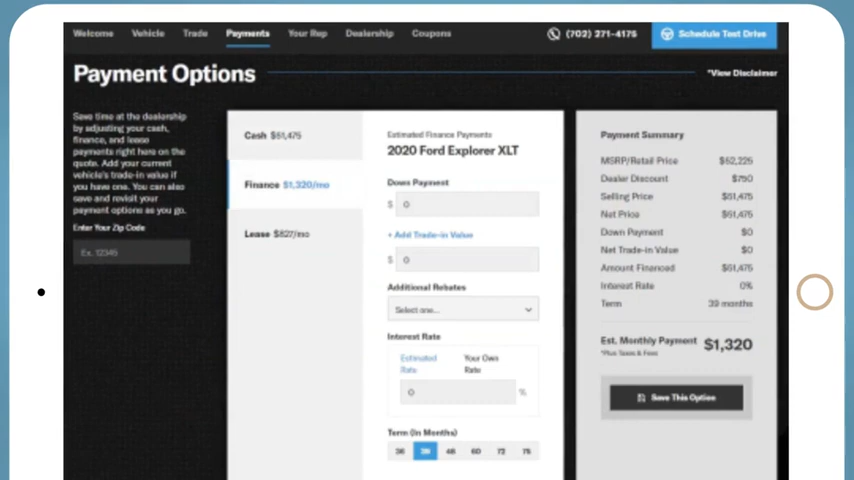 Welcome Vehicle Trade Payments Your Rep Dealership Coupons (702) 271-4175 Schedule Test Drive
Payment Options
*View Disclaimer
Save time at the dealership
by adjusting your cash,
finance, and lease
payments right here on the
quote. Add your current
vehicle's trade-in value if
you have one. You can also
save and revisit your
payment options as you go.
Enter Your Zip Code
Ex. 12345
Cash $61,475
Finance $1,320/mo
Lease $827/mo
Estimated Finance Payments
2020 Ford Explorer XLT
Down Payment
$ 0
+ Add Trade-in Value
$ 0
Additional Rebates
Select one...
Interest Rate
Estimated Rate
Your Own Rate
0 %
Term (In Months)
36 39 48 60 72 75
Payment Summary
MSRP/Retail Price $52,225
Dealer Discount $750
Selling Price $51,475
Net Price $51,475
Down Payment $0
Net Trade-in Value $0
Amount Financed $51,475
Interest Rate 0%
Term 39 months
Est. Monthly Payment $1,320
*Plus Taxes & Fees
Save This Option